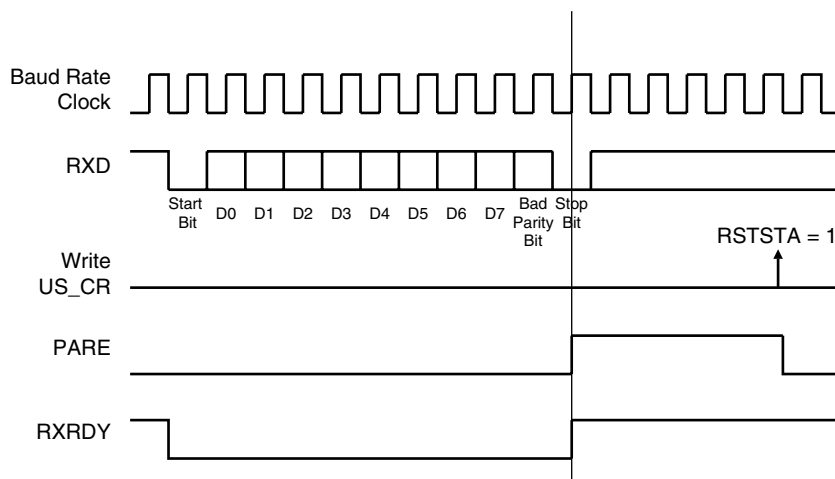 Baud Rate
Clock
RXD
Start
Bit
D0
D1
D2
D3
D4
D5
D6
D7
Bad
Parity
Bit
Stop
Bit
RSTSTA = 1
Write
US_CR
PARE
RXRDY